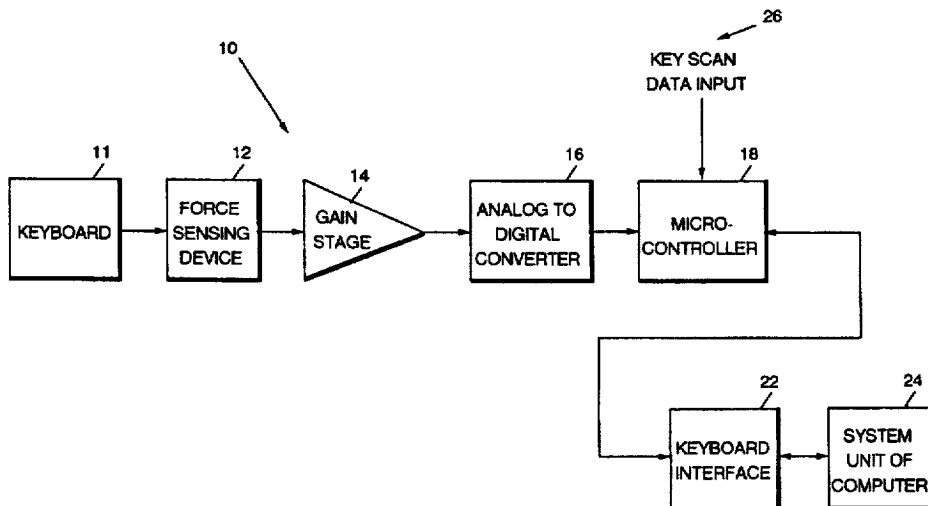 26
10
KEY SCAN
DATA INPUT
11
12
14
16
18
KEYBOARD
FORCE
SENSING
DEVICE
GAIN
STAGE
ANALOG TO
DIGITAL
CONVERTER
MICRO-
CONTROLLER
22
24
KEYBOARD
INTERFACE
SYSTEM
UNIT OF
COMPUTER